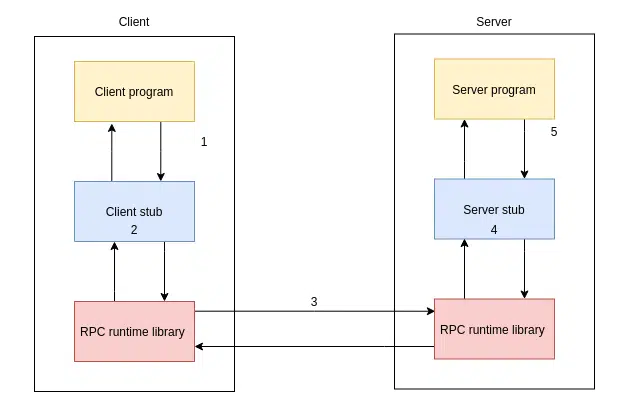 Client
Server
Client program
Server program
1
5
Client stub
2
Server stub
4
3
RPC runtime library
RPC runtime library